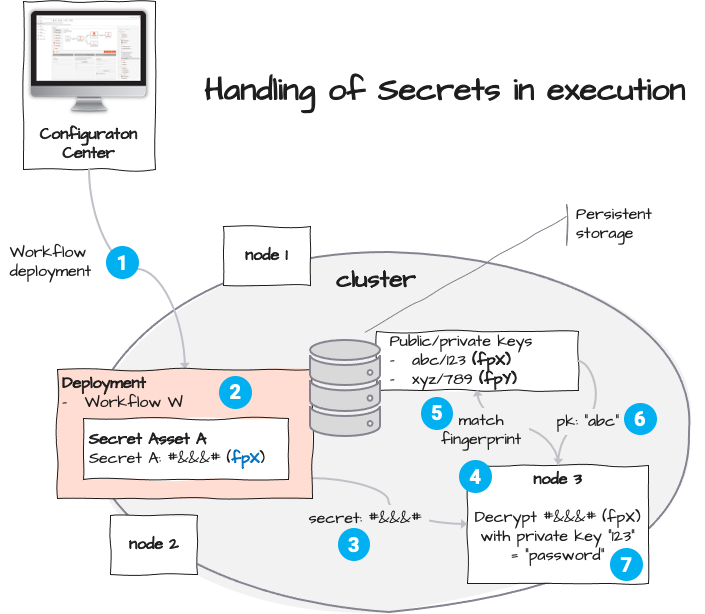 Handling of Secrets in execution
Configuraton
Center
Workflow
deployment
1
node 1
cluster
Persistent
storage
Public/private keys
- abc/123 (fpX)
- xyz/789 (fpY)
Deployment
- Workflow W
2
Secret Asset A
Secret A: #&&&# (fpX)
5
match
fingerprint
pk: "abc"
6
4
node 3
Decrypt #&&&# (fpX)
with private key "123"
= "password"
7
secret: #&&&#
3
node 2